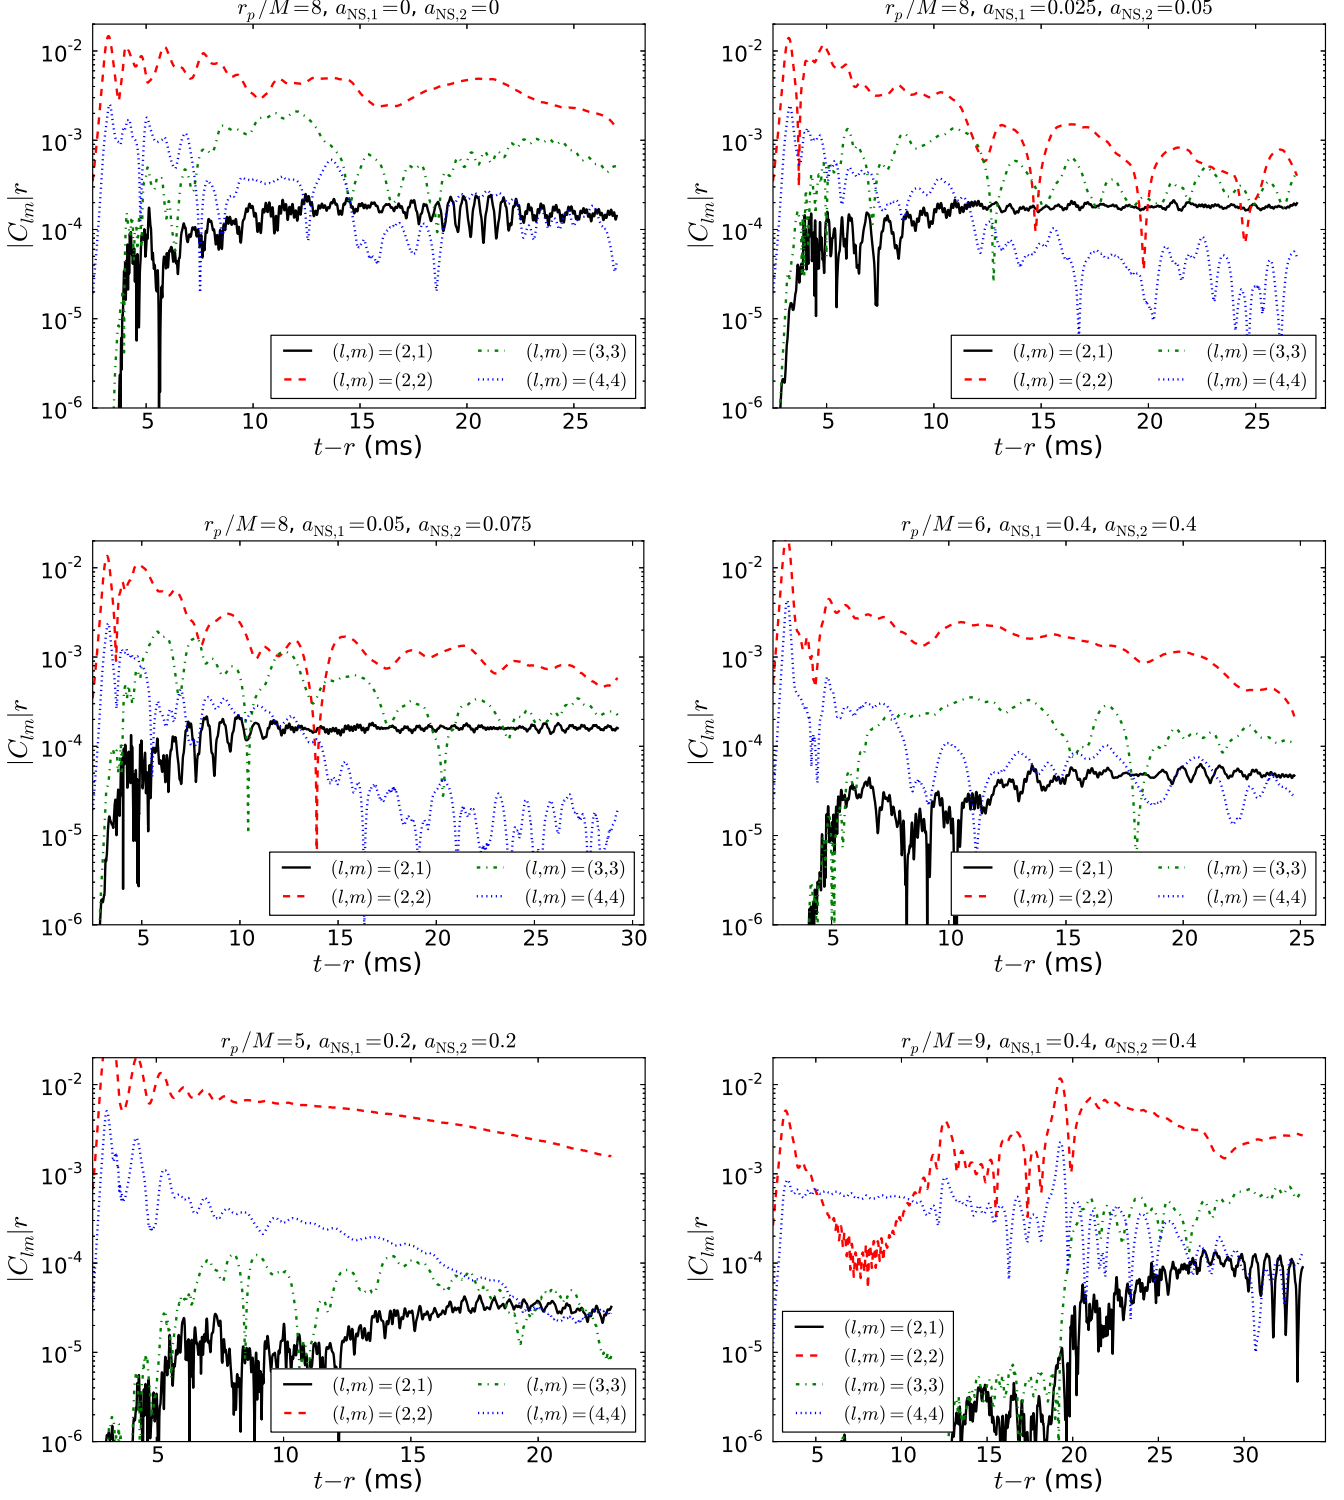 r_p/M=8, a_NS,1=0, a_NS,2=0
10^-2
10^-3
10^-4
10^-5
10^-6
|C_lm|r
(l,m)=(2,1)
(l,m)=(2,2)
(l,m)=(3,3)
(l,m)=(4,4)
5 10 15 20 25
t−r (ms)
r_p/M=8, a_NS,1=0.025, a_NS,2=0.05
10^-2
10^-3
10^-4
10^-5
10^-6
|C_lm|r
(l,m)=(2,1)
(l,m)=(2,2)
(l,m)=(3,3)
(l,m)=(4,4)
5 10 15 20 25
t−r (ms)
r_p/M=8, a_NS,1=0.05, a_NS,2=0.075
10^-2
10^-3
10^-4
10^-5
10^-6
|C_lm|r
(l,m)=(2,1)
(l,m)=(2,2)
(l,m)=(3,3)
(l,m)=(4,4)
5 10 15 20 25 30
t−r (ms)
r_p/M=6, a_NS,1=0.4, a_NS,2=0.4
10^-2
10^-3
10^-4
10^-5
10^-6
|C_lm|r
(l,m)=(2,1)
(l,m)=(2,2)
(l,m)=(3,3)
(l,m)=(4,4)
5 10 15 20 25
t−r (ms)
r_p/M=5, a_NS,1=0.2, a_NS,2=0.2
10^-2
10^-3
10^-4
10^-5
10^-6
|C_lm|r
(l,m)=(2,1)
(l,m)=(2,2)
(l,m)=(3,3)
(l,m)=(4,4)
5 10 15 20
t−r (ms)
r_p/M=9, a_NS,1=0.4, a_NS,2=0.4
10^-2
10^-3
10^-4
10^-5
10^-6
|C_lm|r
(l,m)=(2,1)
(l,m)=(2,2)
(l,m)=(3,3)
(l,m)=(4,4)
5 10 15 20 25 30
t−r (ms)